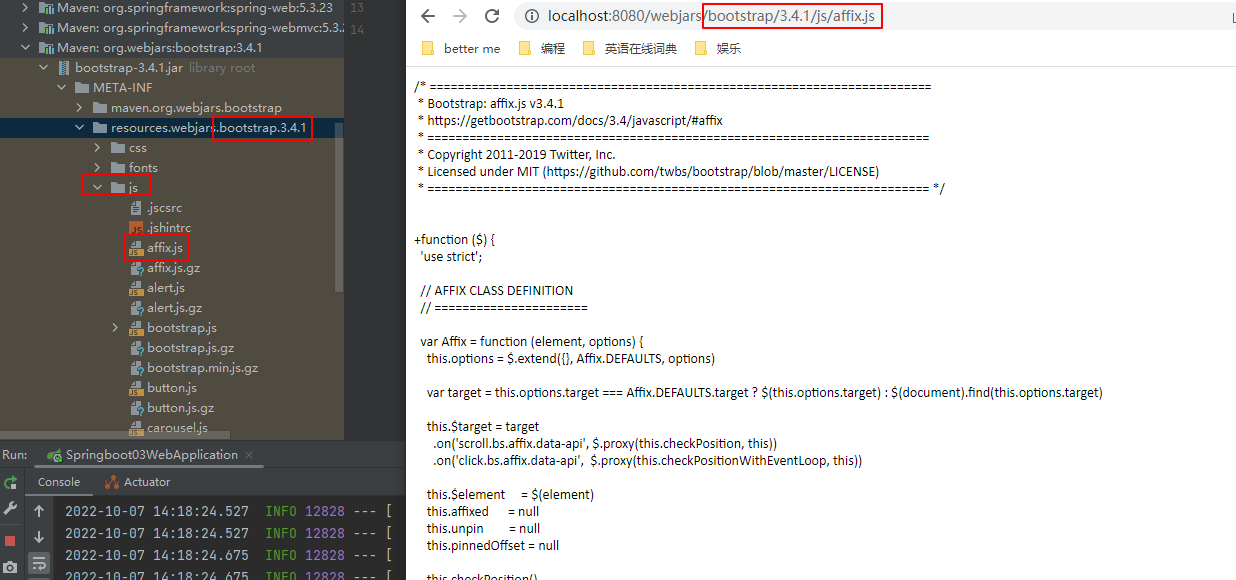 Maven: org.springframework:spring-web:5.3.23
Maven: org.springframework:spring-webmvc:5.3.
Maven: org.webjars:bootstrap:3.4.1
bootstrap-3.4.1.jar library root
META-INF
maven.org.webjars.bootstrap
resources.webjars.bootstrap.3.4.1
css
fonts
js
.jscsrc
.jshintrc
affix.js
affix.js.gz
alert.js
alert.js.gz
bootstrap.js
bootstrap.js.gz
bootstrap.min.js.gz
button.js
button.js.gz
carousel.js
13
14
Run: Springboot03WebApplication
Console Actuator
2022-10-07 14:18:24.527 INFO 12828 --- [
2022-10-07 14:18:24.527 INFO 12828 --- [
2022-10-07 14:18:24.675 INFO 12828 --- [
2022-10-07 14:18:24.675 INFO 12828 --- [
localhost:8080/webjars/bootstrap/3.4.1/js/affix.js
better me 编程 英语在线词典 娱乐
/* ========================================================================
* Bootstrap: affix.js v3.4.1
* https://getbootstrap.com/docs/3.4/javascript/#affix
* ========================================================================
* Copyright 2011-2019 Twitter, Inc.
* Licensed under MIT (https://github.com/twbs/bootstrap/blob/master/LICENSE)
* ======================================================================== */
+function ($) {
'use strict';
// AFFIX CLASS DEFINITION
// ======================
var Affix = function (element, options) {
this.options = $.extend({}, Affix.DEFAULTS, options)
var target = this.options.target === Affix.DEFAULTS.target ? $(this.options.target) : $(document).find(this.options.target)
this.$target = target
.on('scroll.bs.affix.data-api', $.proxy(this.checkPosition, this))
.on('click.bs.affix.data-api', $.proxy(this.checkPositionWithEventLoop, this))
this.$element = $(element)
this.affixed = null
this.unpin = null
this.pinnedOffset = null
this.checkPosition()